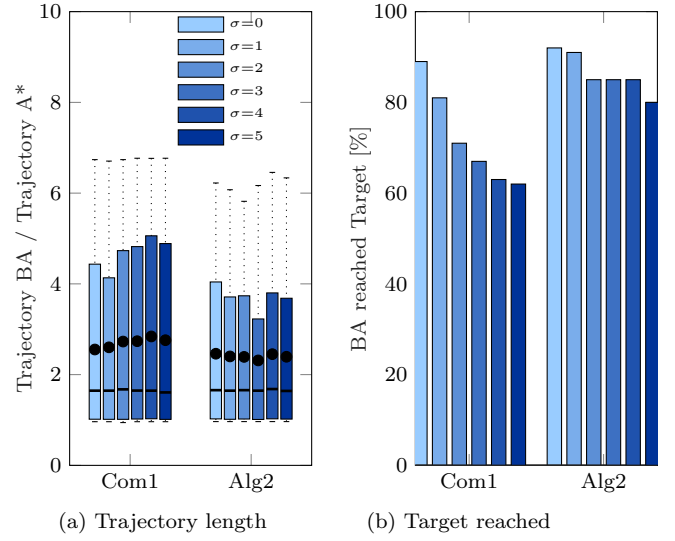 10
8
6
4
2
0
Trajectory BA / Trajectory A*
σ=0
σ=1
σ=2
σ=3
σ=4
σ=5
Com1 Alg2
(a) Trajectory length
100
80
60
40
20
0
BA reached Target [%]
Com1 Alg2
(b) Target reached